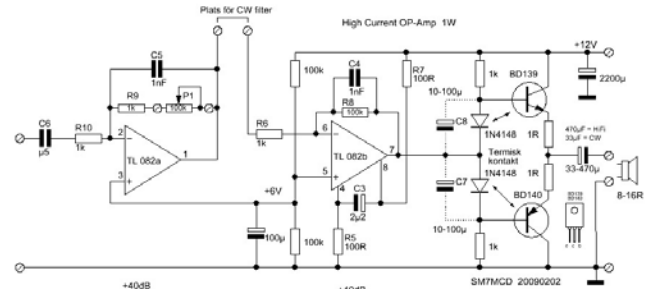 Plats för CW filter
High Current OP-Amp 1W
+12V
C5
1nF
R9
1k
P1
100k
C6
µ5
R10
1k
2
3
1
TL 082a
+6V
100µ
100k
100k
R6
1k
C4
1nF
R8
100k
6
5
7
4
8
TL 082b
C3
2µ2
R5
100R
R7
100R
10-100µ
C8
C7
10-100µ
1k
1N4148
Termisk
kontakt
1N4148
1k
BD139
1R
1R
BD140
2200µ
470µF = HiFi
33µF = CW
33-470µ
8-16R
BD139
BD140
SM7MCD 20090202
+40dB
+40dB